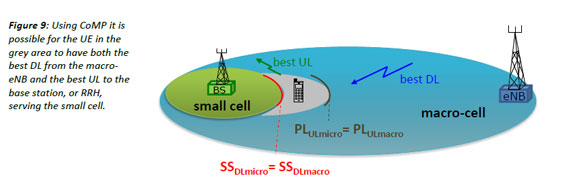 Figure 9: Using CoMP it is
possible for the UE in the
grey area to have both the
best DL from the macro-
eNB and the best UL to the
base station, or RRH,
serving the small cell.
best UL
best DL
BS
eNB
small cell
macro-cell
PLULmicro= PLULmacro
SSDLmicro= SSDLmacro